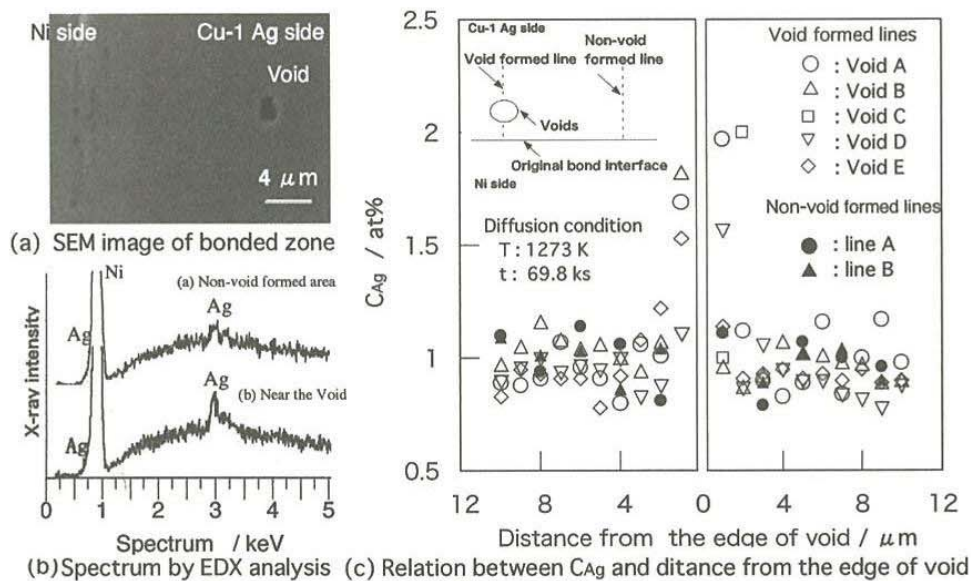 Ni side
Cu-1 Ag side
Void
4 μm
(a) SEM image of bonded zone
Ni
(a) Non-void formed area
Ag
Ag
Ag
(b) Near the Void
Ag
X-ray intensity
0 1 2 3 4 5
Spectrum / keV
(b) Spectrum by EDX analysis
2.5
2
1.5
1
0.5
CAg / at%
Cu-1 Ag side
Void formed line
Non-void formed line
Voids
Original bond interface
Ni side
Diffusion condition
T: 1273 K
t: 69.8 ks
12 8 4 0 4 8 12
Distance from the edge of void / μm
Void formed lines
: Void A
: Void B
: Void C
: Void D
: Void E
Non-void formed lines
: line A
: line B
(c) Relation between CAg and ditance from the edge of void